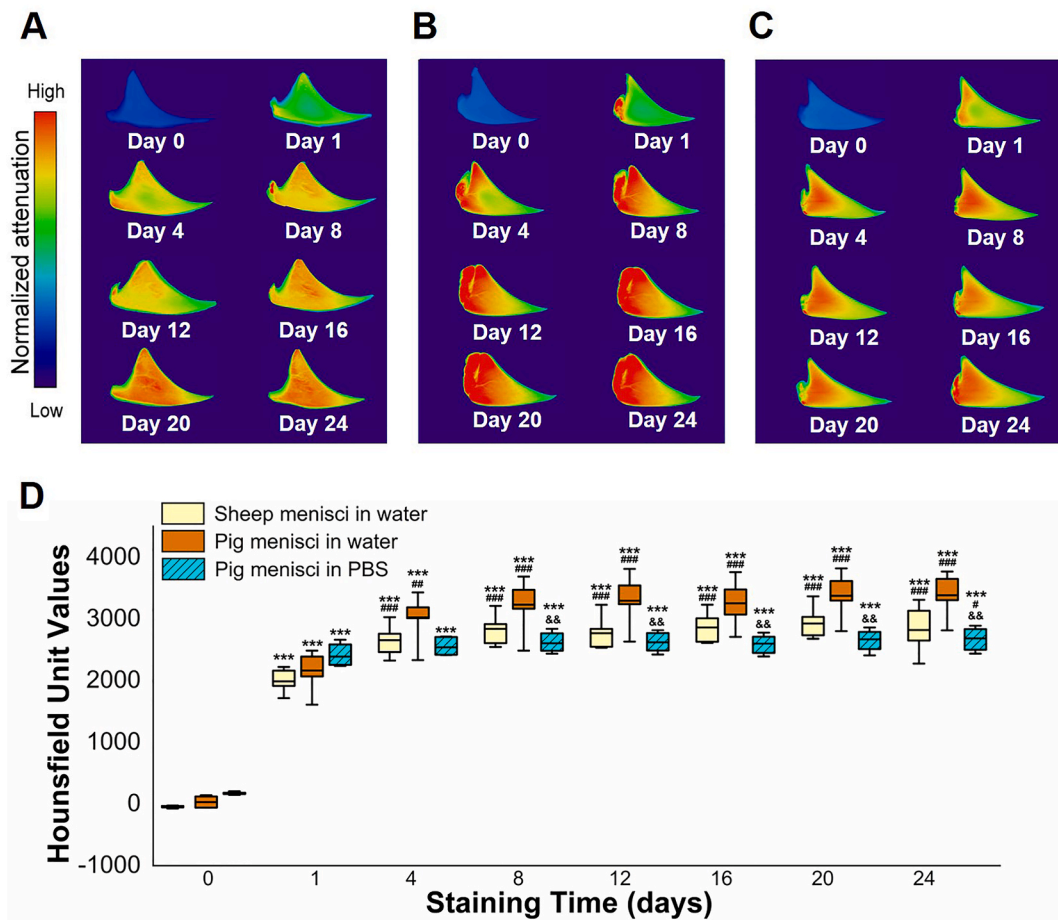 A
B
C
High
Normalized attenuation
Low
Day 0
Day 1
Day 4
Day 8
Day 12
Day 16
Day 20
Day 24
Day 0
Day 1
Day 4
Day 8
Day 12
Day 16
Day 20
Day 24
Day 0
Day 1
Day 4
Day 8
Day 12
Day 16
Day 20
Day 24
D
Sheep menisci in water
Pig menisci in water
Pig menisci in PBS
Hounsfield Unit Values
4000
3000
2000
1000
0
-1000
***
***
***
***
###
***
##
***
***
###
***
###
***
&&
***
###
***
###
***
&&
***
###
***
###
***
&&
***
###
***
###
***
&&
***
###
***
###
***
#
&&
0 1 4 8 12 16 20 24
Staining Time (days)